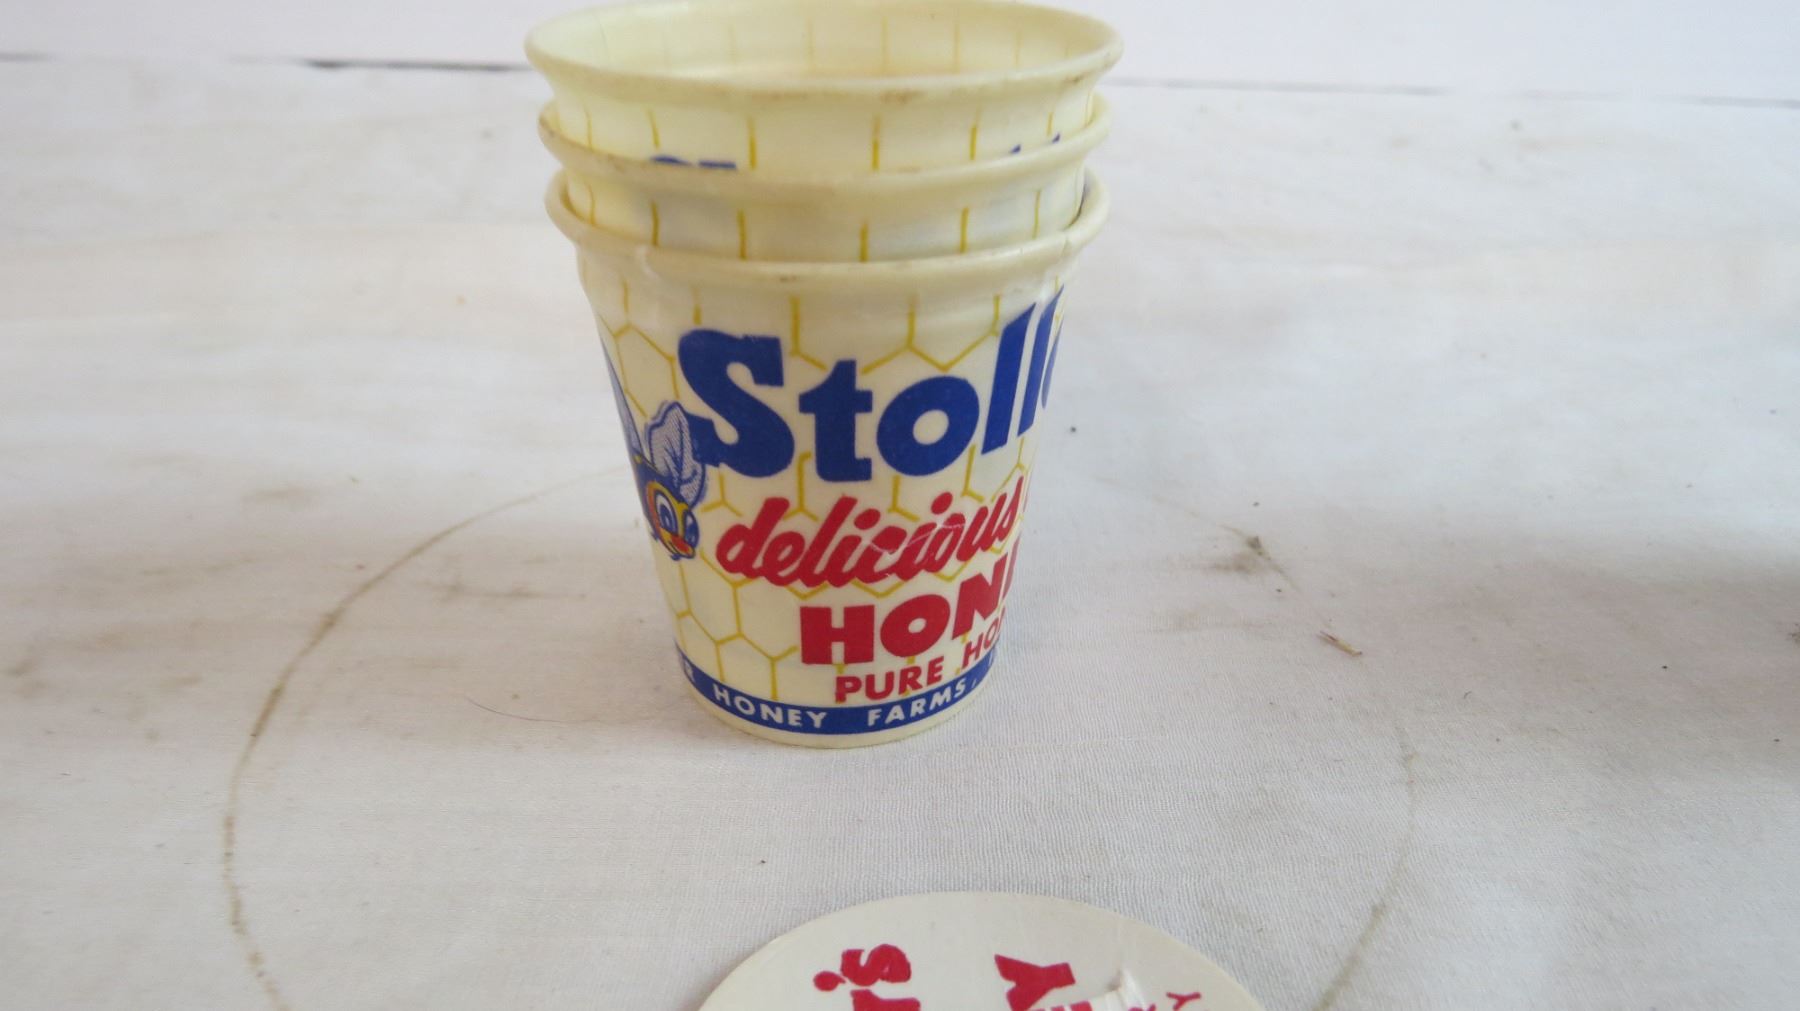 Stoll
delicious
HON
PURE HO
R HONEY FARMS,
r's
Y